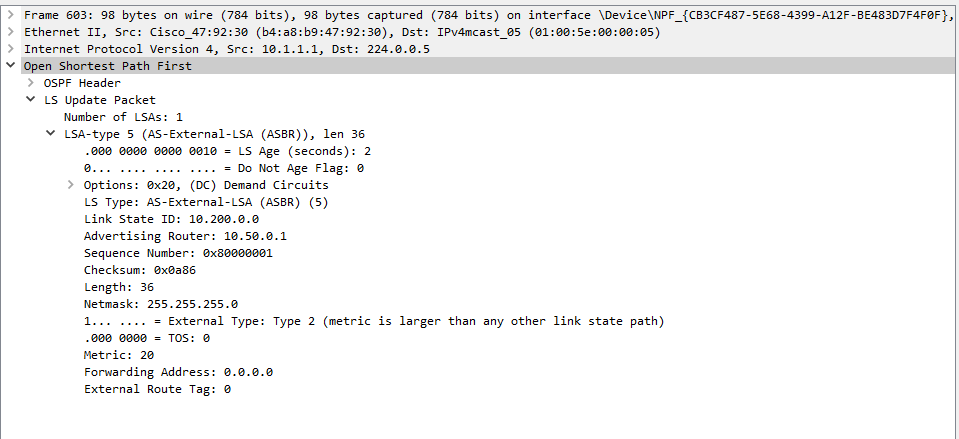 Frame 603: 98 bytes on wire (784 bits), 98 bytes captured (784 bits) on interface \Device\NPF_{CB3CF487-5E68-4399-A12F-BE483D7F4F0F},
Ethernet II, Src: Cisco_47:92:30 (b4:a8:b9:47:92:30), Dst: IPv4mcast_05 (01:00:5e:00:00:05)
Internet Protocol Version 4, Src: 10.1.1.1, Dst: 224.0.0.5
Open Shortest Path First
OSPF Header
LS Update Packet
Number of LSAs: 1
LSA-type 5 (AS-External-LSA (ASBR)), len 36
.000 0000 0000 0010 = LS Age (seconds): 2
0... .... .... .... = Do Not Age Flag: 0
Options: 0x20, (DC) Demand Circuits
LS Type: AS-External-LSA (ASBR) (5)
Link State ID: 10.200.0.0
Advertising Router: 10.50.0.1
Sequence Number: 0x80000001
Checksum: 0x0a86
Length: 36
Netmask: 255.255.255.0
1... .... = External Type: Type 2 (metric is larger than any other link state path)
.000 0000 = TOS: 0
Metric: 20
Forwarding Address: 0.0.0.0
External Route Tag: 0